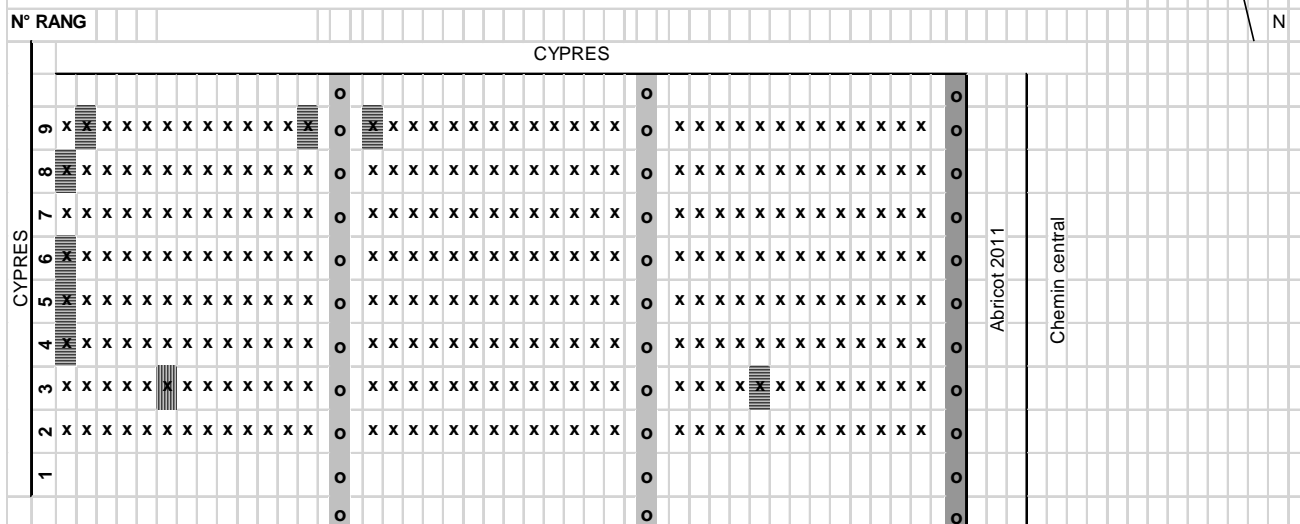 N° RANG
N
CYPRES
o o o
9 x x x x x x x x x x x x x o x x x x x x x x x x x x x o x x x x x x x x x x x x x o
8 x x x x x x x x x x x x x o x x x x x x x x x x x x x o x x x x x x x x x x x x x o
7 x x x x x x x x x x x x x o x x x x x x x x x x x x x o x x x x x x x x x x x x x o
6 x x x x x x x x x x x x x o x x x x x x x x x x x x x o x x x x x x x x x x x x x o
5 x x x x x x x x x x x x x o x x x x x x x x x x x x x o x x x x x x x x x x x x x o
4 x x x x x x x x x x x x x o x x x x x x x x x x x x x o x x x x x x x x x x x x x o
3 x x x x x x x x x x x x x o x x x x x x x x x x x x x o x x x x x x x x x x x x x o
2 x x x x x x x x x x x x x o x x x x x x x x x x x x x o x x x x x x x x x x x x x o
1 o o o
o o o
CYPRES
Abricot 2011
Chemin central